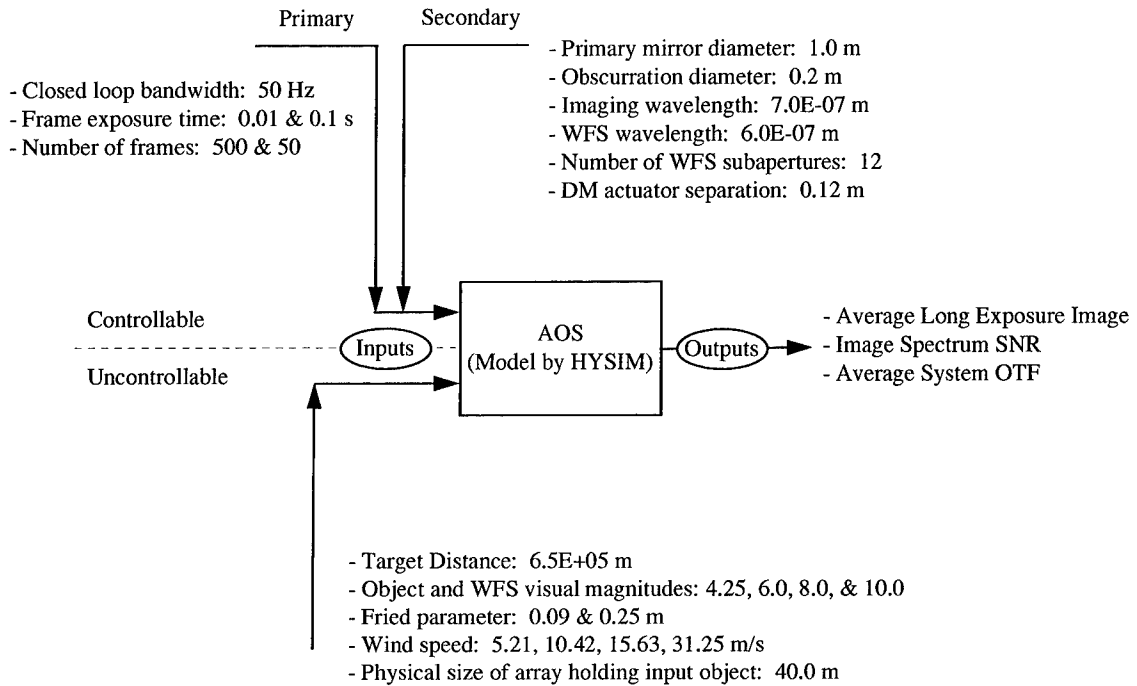 Primary
Secondary
- Closed loop bandwidth: 50 Hz
- Frame exposure time: 0.01 & 0.1 s
- Number of frames: 500 & 50
- Primary mirror diameter: 1.0 m
- Obscurration diameter: 0.2 m
- Imaging wavelength: 7.0E-07 m
- WFS wavelength: 6.0E-07 m
- Number of WFS subapertures: 12
- DM actuator separation: 0.12 m
Controllable
Uncontrollable
Inputs
AOS
(Model by HYSIM)
Outputs
- Average Long Exposure Image
- Image Spectrum SNR
- Average System OTF
- Target Distance: 6.5E+05 m
- Object and WFS visual magnitudes: 4.25, 6.0, 8.0, & 10.0
- Fried parameter: 0.09 & 0.25 m
- Wind speed: 5.21, 10.42, 15.63, 31.25 m/s
- Physical size of array holding input object: 40.0 m